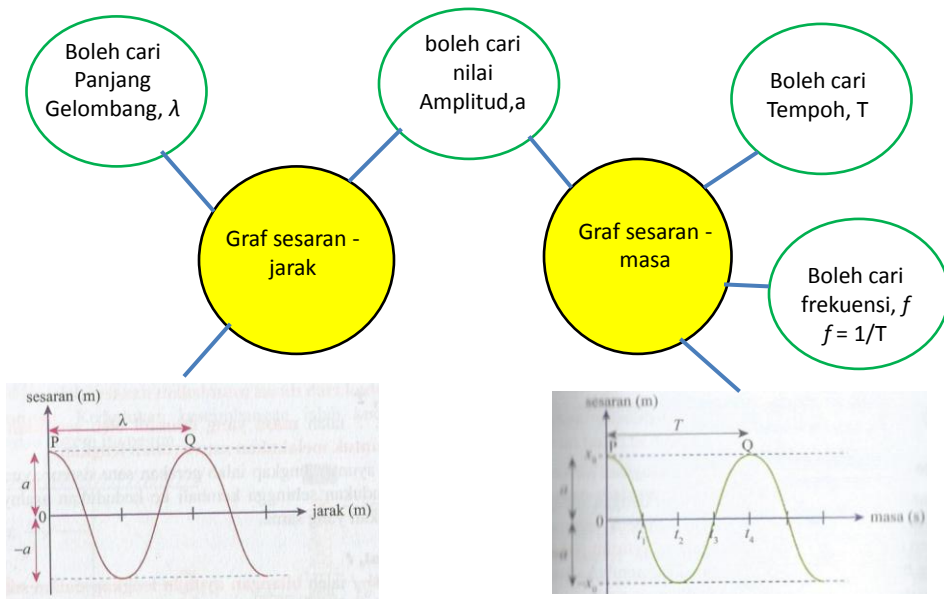 Boleh cari
Panjang
Gelombang, λ
boleh cari
nilai
Amplitud,a
Boleh cari
Tempoh, T
Graf sesaran -
jarak
Graf sesaran -
masa
Boleh cari
frekuensi, f
f = 1/T
sesaran (m)
λ
P
Q
a
0
jarak (m)
−a
sesaran (m)
T
P
Q
x₀
a
0
t₁
t₂
t₃
t₄
masa (s)
−a
−x₀